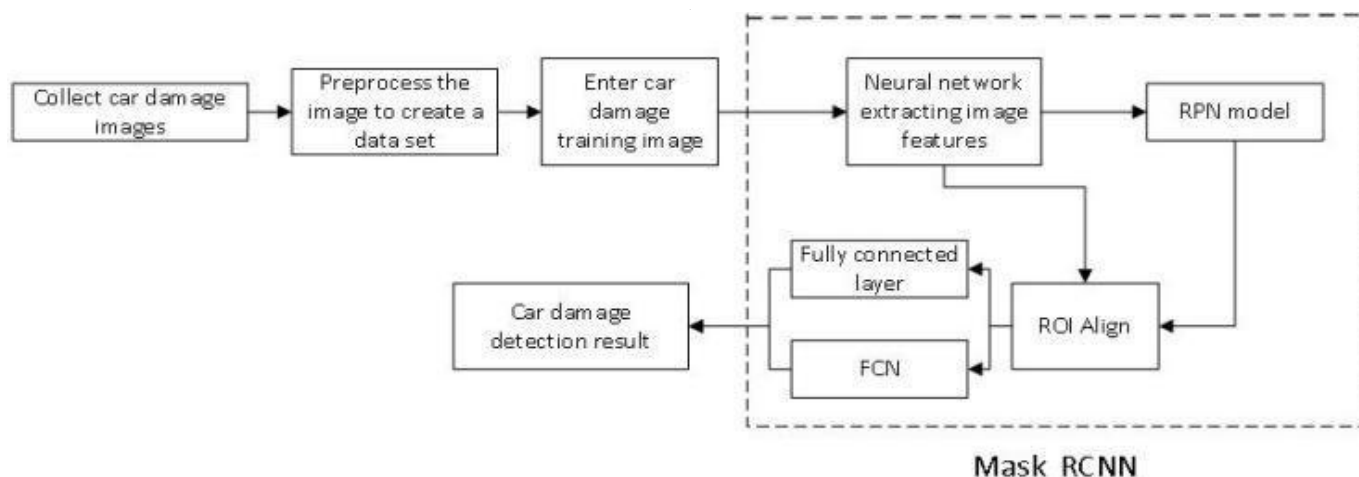 Collect car damage
images
Preprocess the
image to create a
data set
Enter car
damage
training image
Neural network
extracting image
features
RPN model
Fully connected
layer
Car damage
detection result
ROI Align
FCN
Mask RCNN